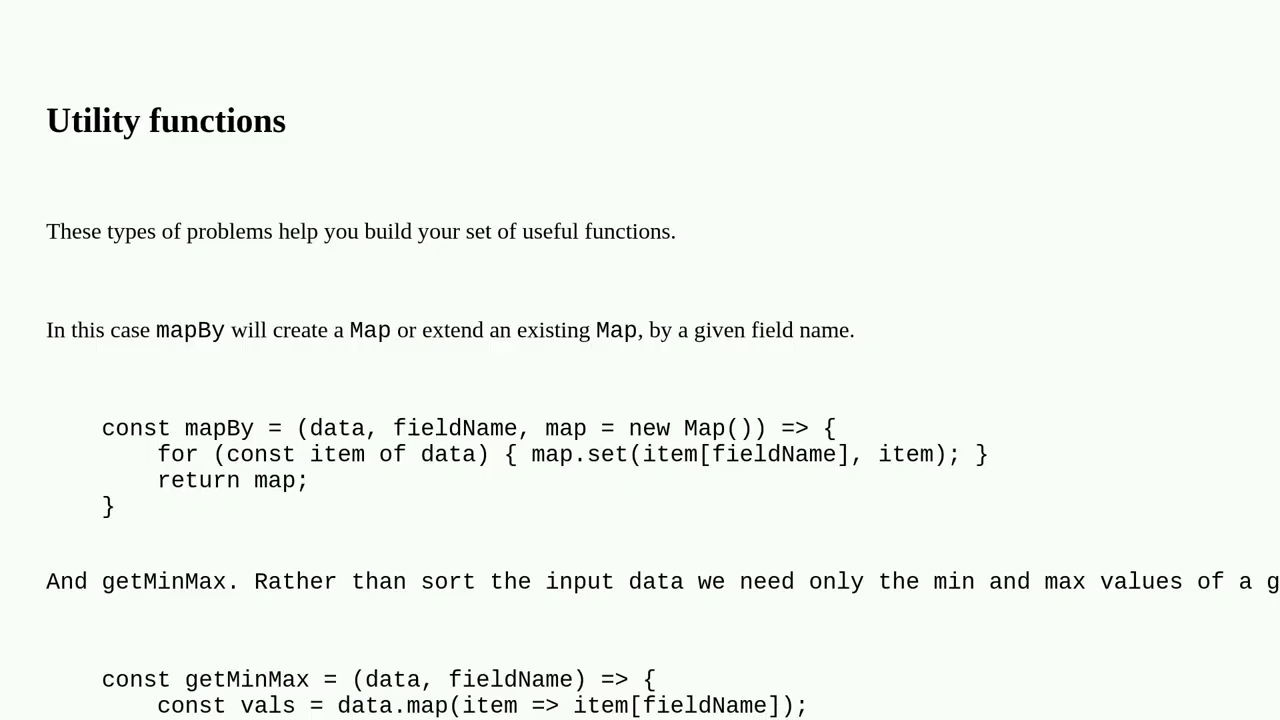 Utility functions
These types of problems help you build your set of useful functions.
In this case mapBy will create a Map or extend an existing Map, by a given field name.
const mapBy = (data, fieldName, map = new Map()) => {
    for (const item of data) { map.set(item[fieldName], item); }
    return map;
}
And getMinMax. Rather than sort the input data we need only the min and max values of a g
const getMinMax = (data, fieldName) => {
    const vals = data.map(item => item[fieldName]);